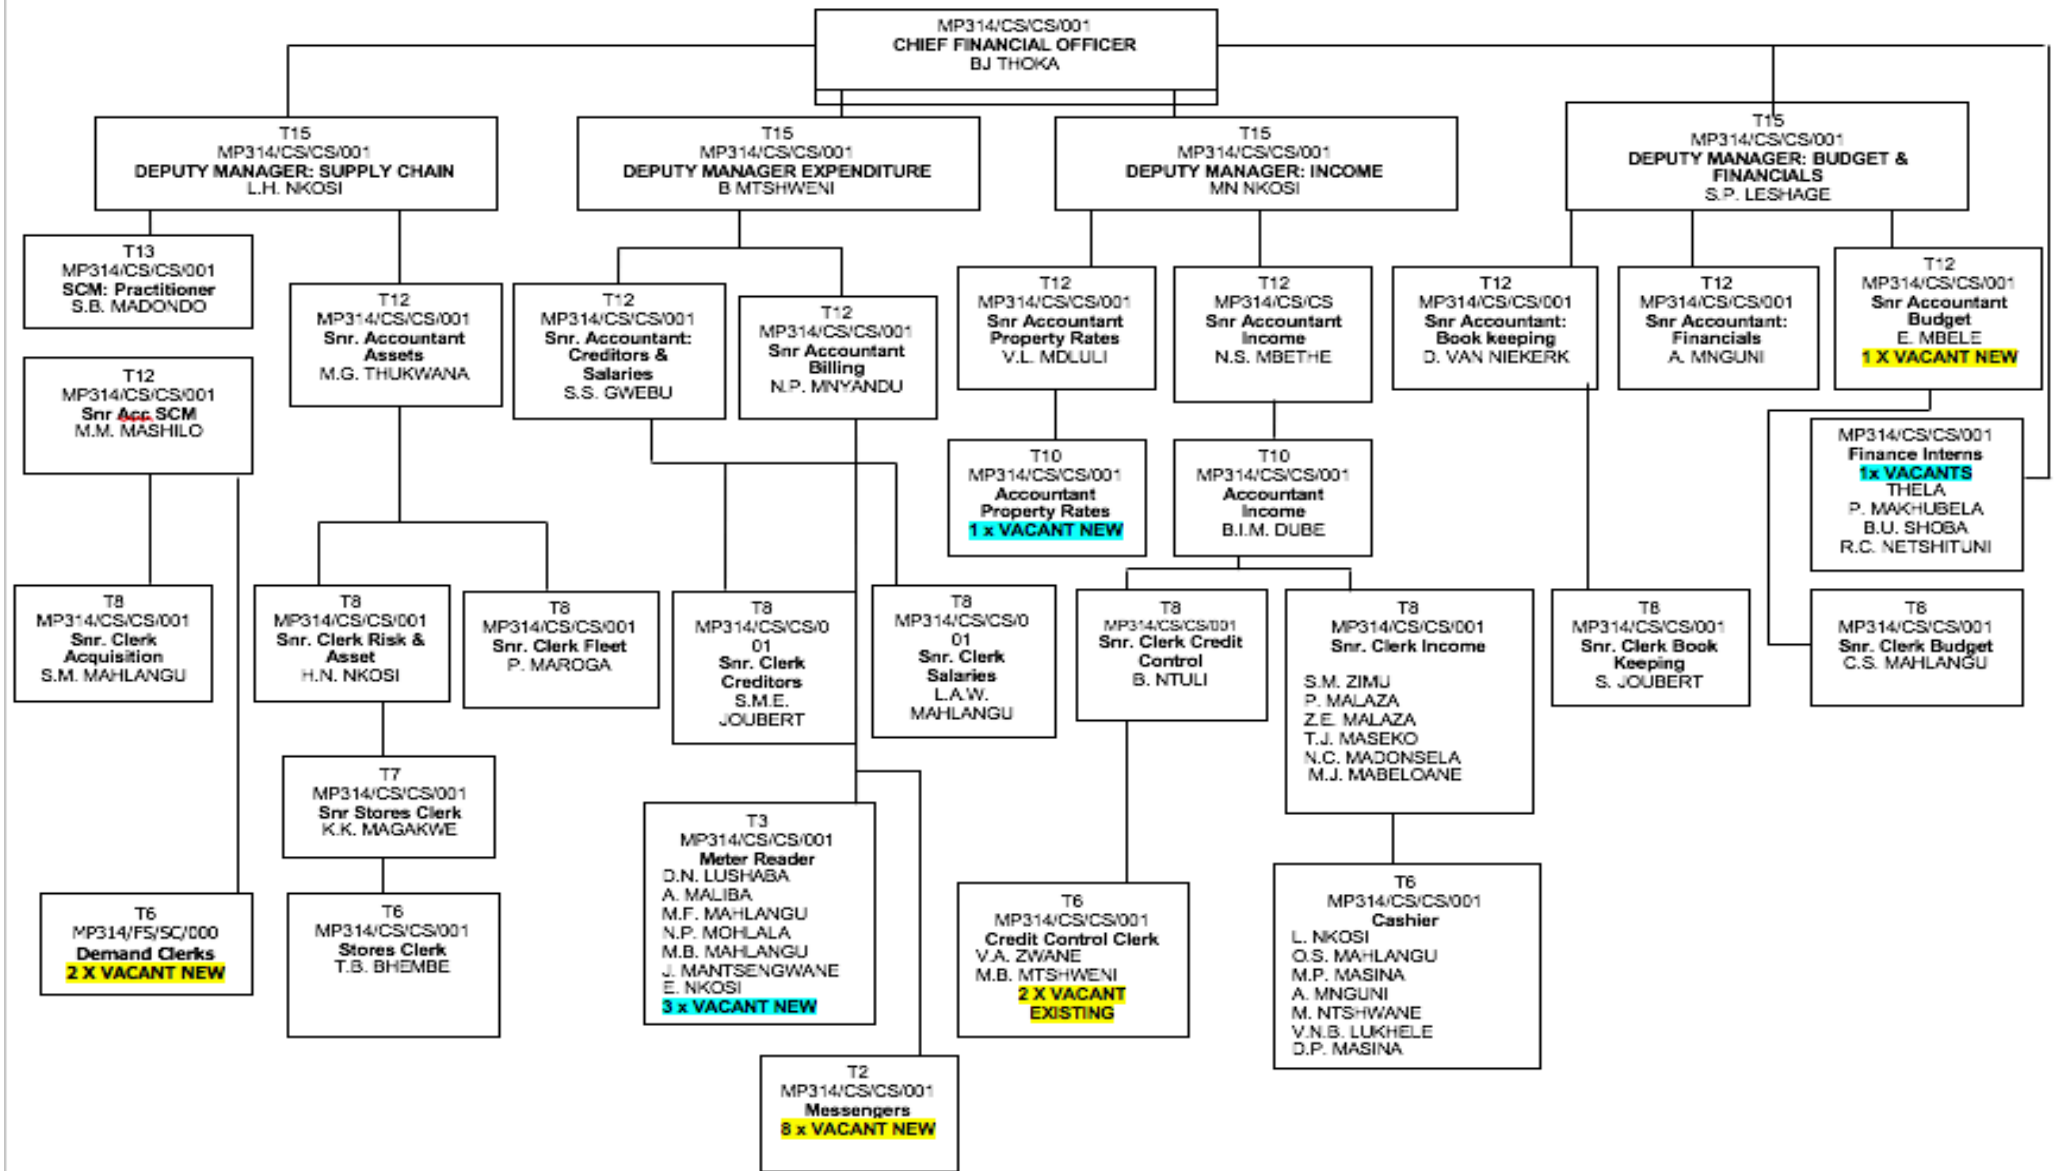 MP314/CS/CS/001
CHIEF FINANCIAL OFFICER
BJ THOKA
T15
MP314/CS/CS/001
DEPUTY MANAGER: SUPPLY CHAIN
L.H. NKOSI
T15
MP314/CS/CS/001
DEPUTY MANAGER EXPENDITURE
B MTSHWENI
T15
MP314/CS/CS/001
DEPUTY MANAGER: INCOME
MN NKOSI
T15
MP314/CS/CS/001
DEPUTY MANAGER: BUDGET &
FINANCIALS
S.P. LESHAGE
T13
MP314/CS/CS/001
SCM: Practitioner
S.B. MADONDO
T12
MP314/CS/CS/001
Snr. Accountant
Assets
M.G. THUKWANA
T12
MP314/CS/CS/001
Snr. Accountant:
Creditors &
Salaries
S.S. GWEBU
T12
MP314/CS/CS/001
Snr Accountant
Billing
N.P. MNYANDU
T12
MP314/CS/CS/001
Snr Accountant
Property Rates
V.L. MDLULI
T12
MP314/CS/CS
Snr Accountant
Income
N.S. MBETHE
T12
MP314/CS/CS/001
Snr Accountant:
Book keeping
D. VAN NIEKERK
T12
MP314/CS/CS/001
Snr Accountant:
Financials
A. MNGUNI
T12
MP314/CS/CS/001
Snr Accountant
Budget
E. MBELE
1 X VACANT NEW
T12
MP314/CS/CS/001
Snr Acc SCM
M.M. MASHILO
T10
MP314/CS/CS/001
Accountant
Property Rates
1 x VACANT NEW
T10
MP314/CS/CS/001
Accountant
Income
B.I.M. DUBE
MP314/CS/CS/001
Finance Interns
1x VACANTS
THELA
P. MAKHUBELA
B.U. SHOBA
R.C. NETSHITUNI
T8
MP314/CS/CS/001
Snr. Clerk
Acquisition
S.M. MAHLANGU
T8
MP314/CS/CS/001
Snr. Clerk Risk &
Asset
H.N. NKOSI
T8
MP314/CS/CS/001
Snr. Clerk Fleet
P. MAROGA
T8
MP314/CS/CS/0
01
Snr. Clerk
Creditors
S.M.E.
JOUBERT
T8
MP314/CS/CS/0
01
Snr. Clerk
Salaries
L.A.W.
MAHLANGU
T8
MP314/CS/CS/001
Snr. Clerk Credit
Control
B. NTULI
T8
MP314/CS/CS/001
Snr. Clerk Income
S.M. ZIMU
P. MALAZA
Z.E. MALAZA
T.J. MASEKO
N.C. MADONSELA
M.J. MABELOANE
T8
MP314/CS/CS/001
Snr. Clerk Book
Keeping
S. JOUBERT
T8
MP314/CS/CS/001
Snr. Clerk Budget
C.S. MAHLANGU
T7
MP314/CS/CS/001
Snr Stores Clerk
K.K. MAGAKWE
T3
MP314/CS/CS/001
Meter Reader
D.N. LUSHABA
A. MALIBA
M.F. MAHLANGU
N.P. MOHLALA
M.B. MAHLANGU
J. MANTSENGWANE
E. NKOSI
3 x VACANT NEW
T6
MP314/FS/SC/000
Demand Clerks
2 X VACANT NEW
T6
MP314/CS/CS/001
Stores Clerk
T.B. BHEMBE
T6
MP314/CS/CS/001
Credit Control Clerk
V.A. ZWANE
M.B. MTSHWENI
2 X VACANT
EXISTING
T6
MP314/CS/CS/001
Cashier
L. NKOSI
O.S. MAHLANGU
M.P. MASINA
A. MNGUNI
M. NTSHWANE
V.N.B. LUKHELE
D.P. MASINA
T2
MP314/CS/CS/001
Messengers
8 x VACANT NEW